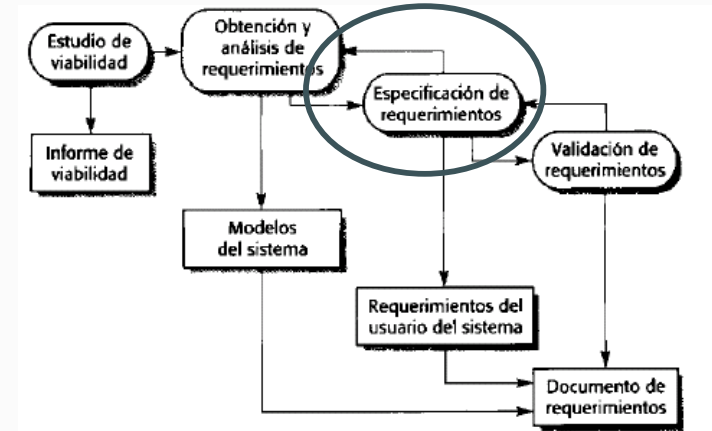 Estudio de
viabilidad
Obtención y
análisis de
requerimientos
Especificación de
requerimientos
Validación de
requerimientos
Informe de
viabilidad
Modelos
del sistema
Requerimientos del
usuario del sistema
Documento de
requerimientos